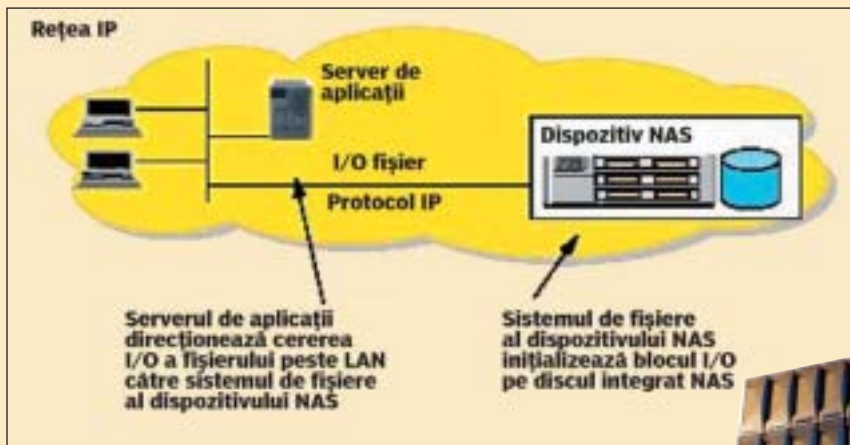 Rețea IP
Server de
aplicații
Dispozitiv NAS
I/O fișier
Protocol IP
Serverul de aplicații
direcționează cererea
I/O a fișierului peste LAN
către sistemul de fișiere
al dispozitivului NAS
Sistemul de fișiere
al dispozitivului NAS
inițializează blocul I/O
pe discul integrat NAS